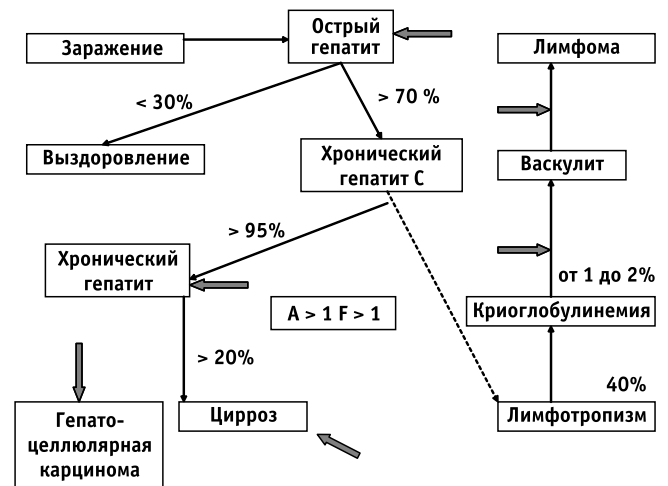 Острый
гепатит
Заражение
Лимфома
< 30%
> 70 %
Выздоровление
Хронический
гепатит С
Васкулит
> 95%
Хронический
гепатит
от 1 до 2%
A > 1 F > 1
Криоглобулинемия
> 20%
40%
Гепато-
целлюлярная
карцинома
Цирроз
Лимфотропизм